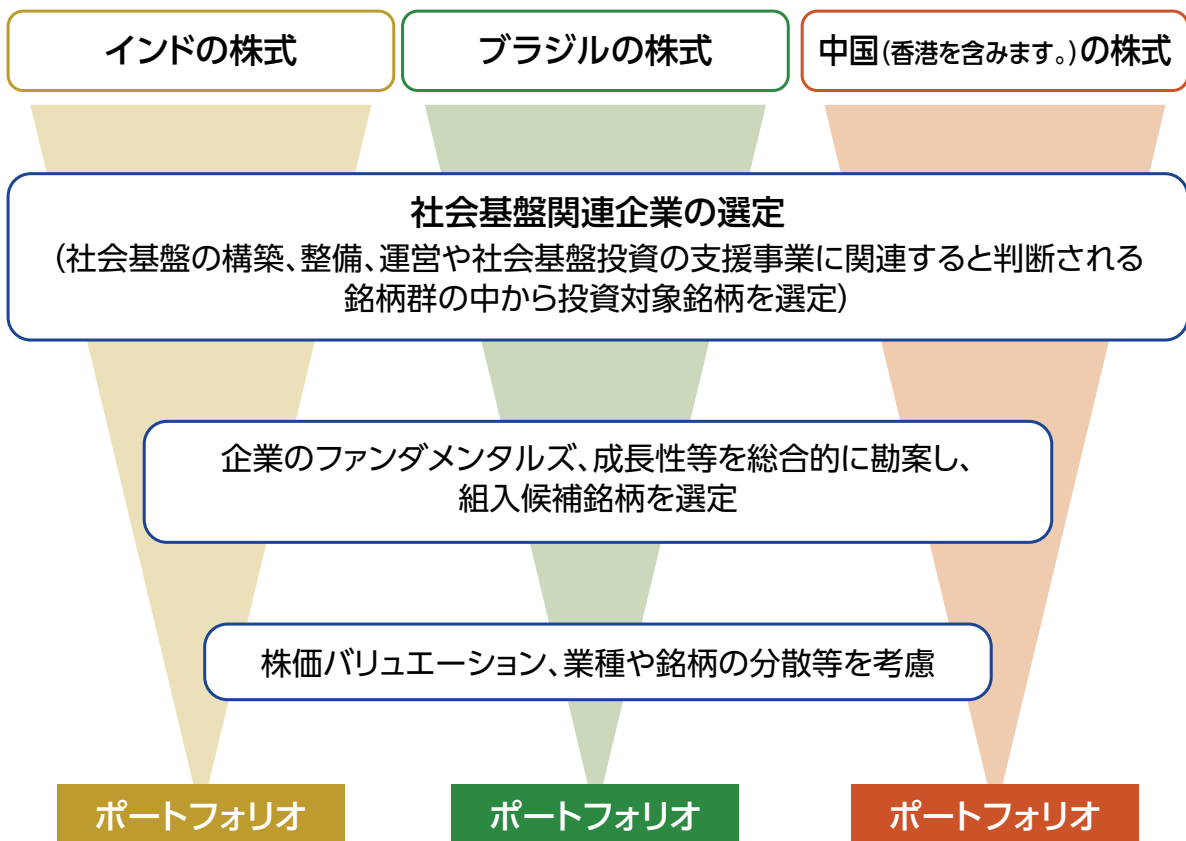 インドの株式
ブラジルの株式
中国(香港を含みます。)の株式
社会基盤関連企業の選定
(社会基盤の構築、整備、運営や社会基盤投資の支援事業に関連すると判断される
銘柄群の中から投資対象銘柄を選定)
企業のファンダメンタルズ、成長性等を総合的に勘案し、
組入候補銘柄を選定
株価バリュエーション、業種や銘柄の分散等を考慮
ポートフォリオ
ポートフォリオ
ポートフォリオ